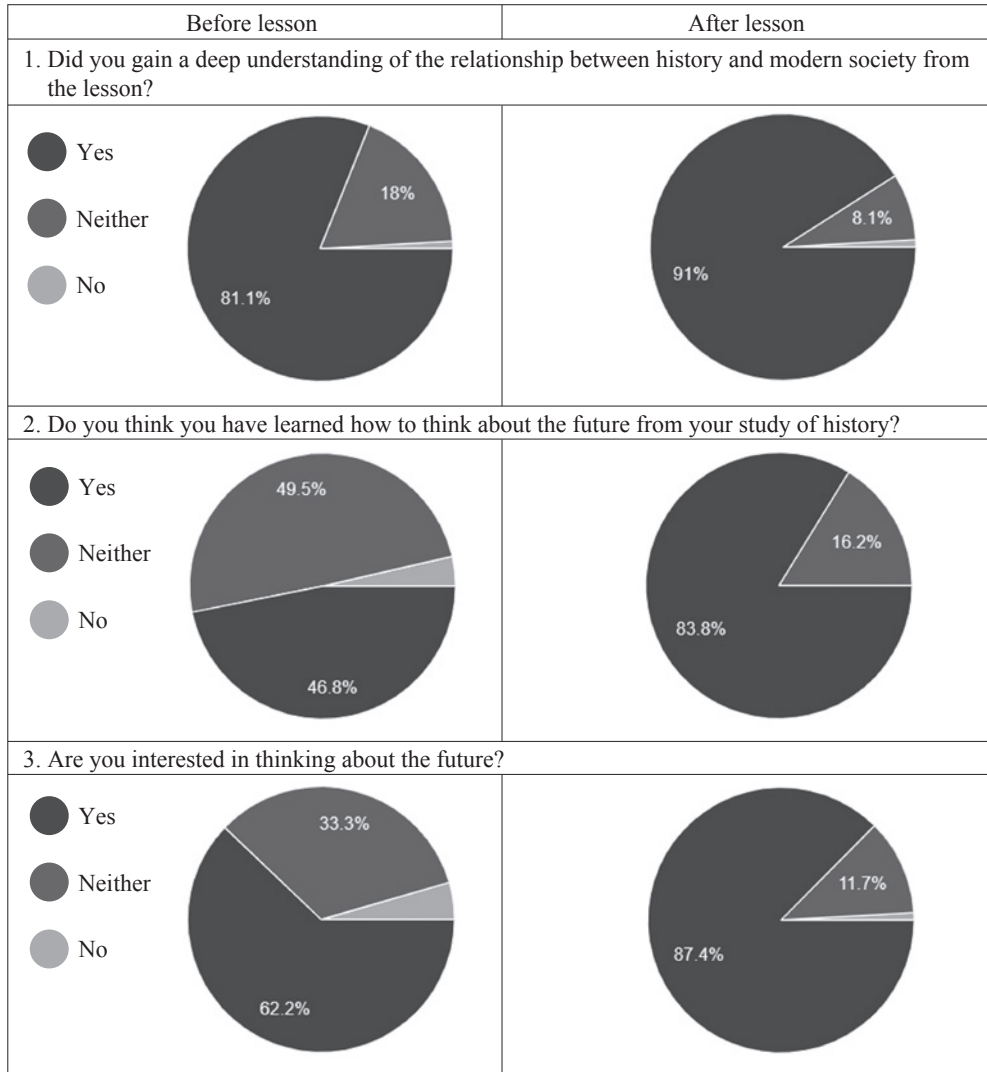 Before lesson
After lesson
1. Did you gain a deep understanding of the relationship between history and modern society from
the lesson?
Yes
Neither
No
18%
81.1%
8.1%
91%
2. Do you think you have learned how to think about the future from your study of history?
Yes
Neither
No
49.5%
46.8%
16.2%
83.8%
3. Are you interested in thinking about the future?
Yes
Neither
No
33.3%
62.2%
11.7%
87.4%